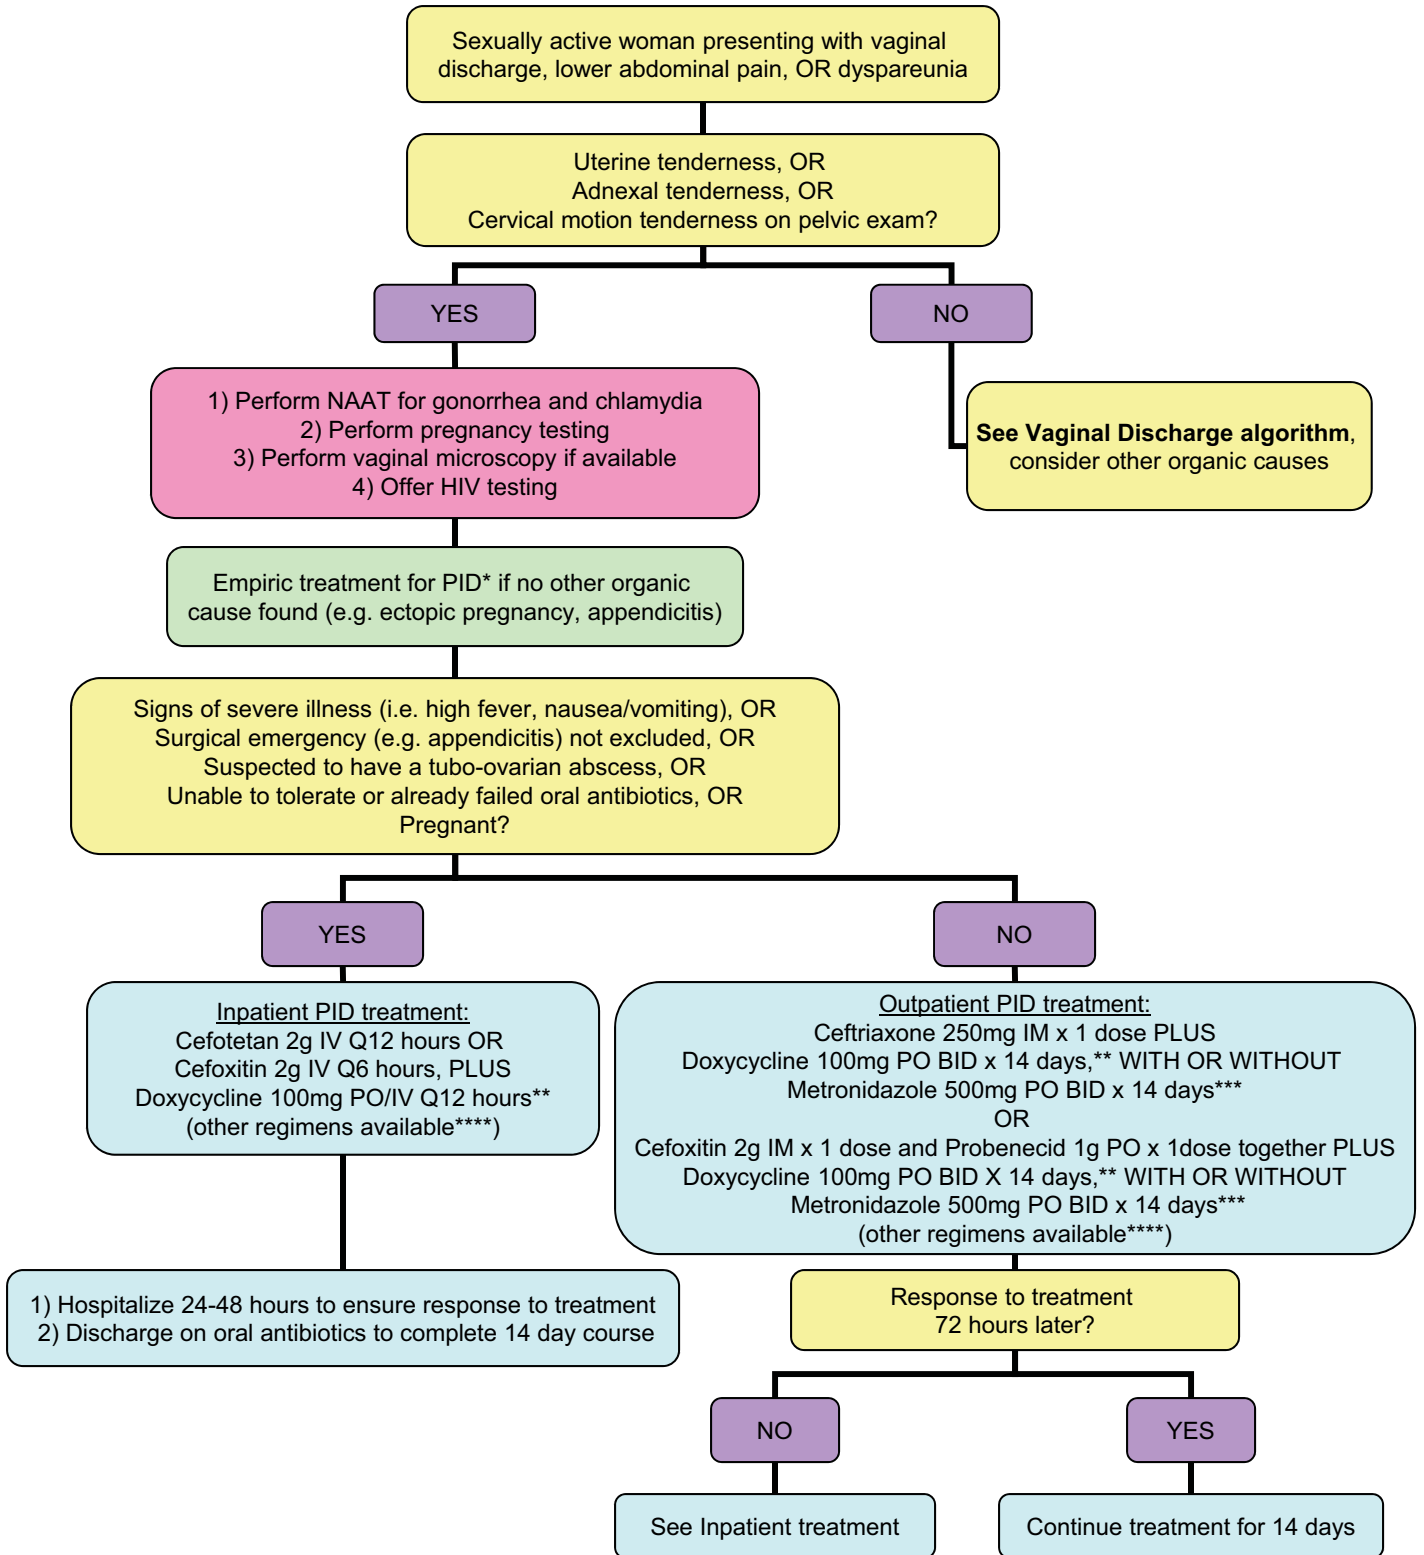 Sexually active woman presenting with vaginal
discharge, lower abdominal pain, OR dyspareunia
Uterine tenderness, OR
Adnexal tenderness, OR
Cervical motion tenderness on pelvic exam?
YES
NO
1) Perform NAAT for gonorrhea and chlamydia
2) Perform pregnancy testing
3) Perform vaginal microscopy if available
4) Offer HIV testing
See Vaginal Discharge algorithm,
consider other organic causes
Empiric treatment for PID* if no other organic
cause found (e.g. ectopic pregnancy, appendicitis)
Signs of severe illness (i.e. high fever, nausea/vomiting), OR
Surgical emergency (e.g. appendicitis) not excluded, OR
Suspected to have a tubo-ovarian abscess, OR
Unable to tolerate or already failed oral antibiotics, OR
Pregnant?
YES
NO
Inpatient PID treatment:
Cefotetan 2g IV Q12 hours OR
Cefoxitin 2g IV Q6 hours, PLUS
Doxycycline 100mg PO/IV Q12 hours**
(other regimens available****)
Outpatient PID treatment:
Ceftriaxone 250mg IM x 1 dose PLUS
Doxycycline 100mg PO BID x 14 days,** WITH OR WITHOUT
Metronidazole 500mg PO BID x 14 days***
OR
Cefoxitin 2g IM x 1 dose and Probenecid 1g PO x 1dose together PLUS
Doxycycline 100mg PO BID X 14 days,** WITH OR WITHOUT
Metronidazole 500mg PO BID x 14 days***
(other regimens available****)
1) Hospitalize 24-48 hours to ensure response to treatment
2) Discharge on oral antibiotics to complete 14 day course
Response to treatment
72 hours later?
NO
YES
See Inpatient treatment
Continue treatment for 14 days